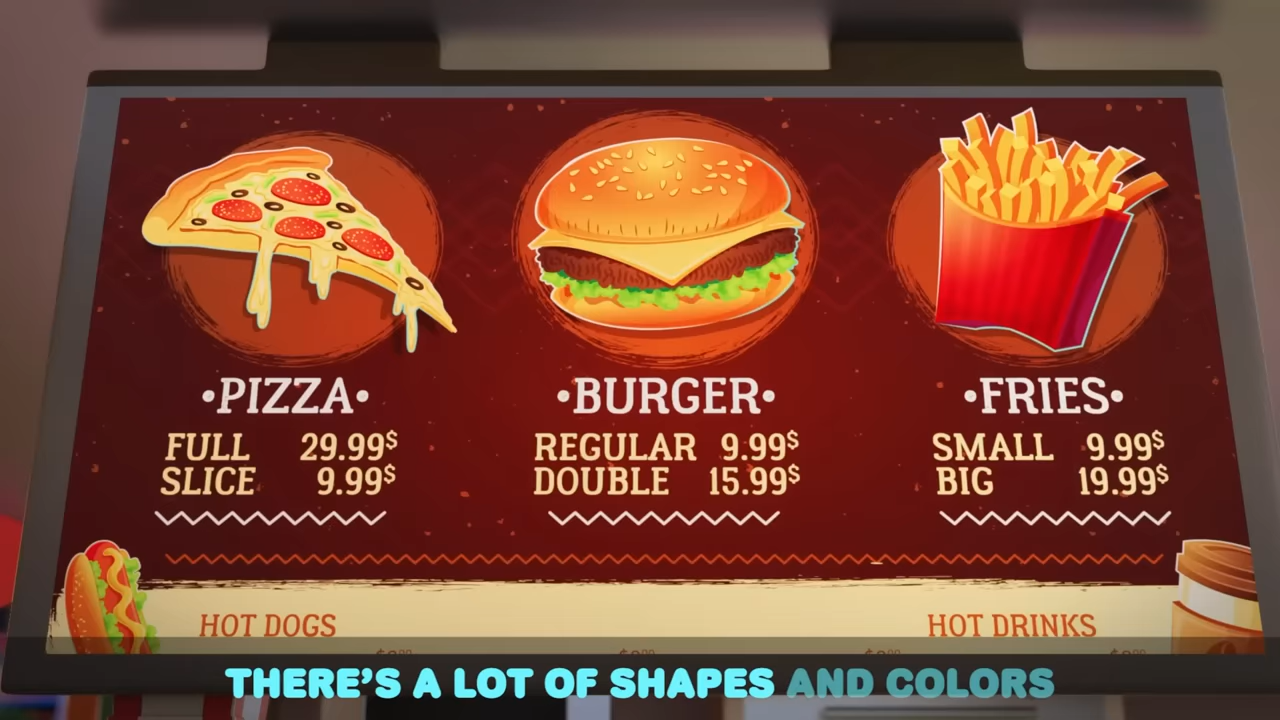 •PIZZA•
FULL 29.99$
SLICE 9.99$
•BURGER•
REGULAR 9.99$
DOUBLE 15.99$
•FRIES•
SMALL 9.99$
BIG 19.99$
HOT DOGS
HOT DRINKS
THERE'S A LOT OF SHAPES AND COLORS